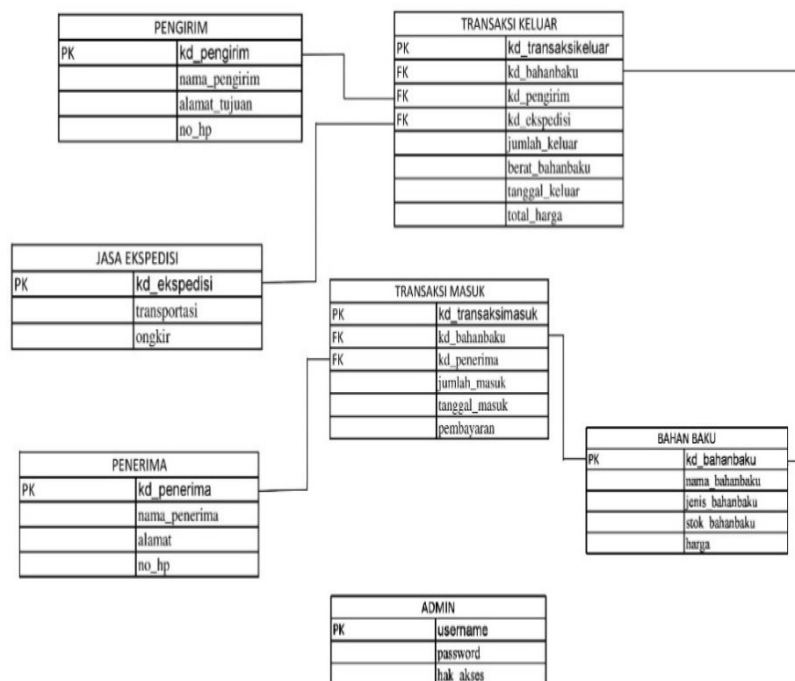 PENGIRIM
PK kd_pengirim
nama_pengirim
alamat_tujuan
no_hp
TRANSAKSI KELUAR
PK kd_transaksikeluar
FK kd_bahanbaku
FK kd_pengirim
FK kd_ekspedisi
jumlah_keluar
berat_bahanbaku
tanggal_keluar
total_harga
JASA EKSPEDISI
PK kd_ekspedisi
transportasi
ongkir
TRANSAKSI MASUK
PK kd_transaksimasuk
FK kd_bahanbaku
FK kd_penerima
jumlah_masuk
tanggal_masuk
pembayaran
PENERIMA
PK kd_penerima
nama_penerima
alamat
no_hp
BAHAN BAKU
PK kd_bahanbaku
nama_bahanbaku
jenis_bahanbaku
stok_bahanbaku
harga
ADMIN
PK username
password
hak_akses